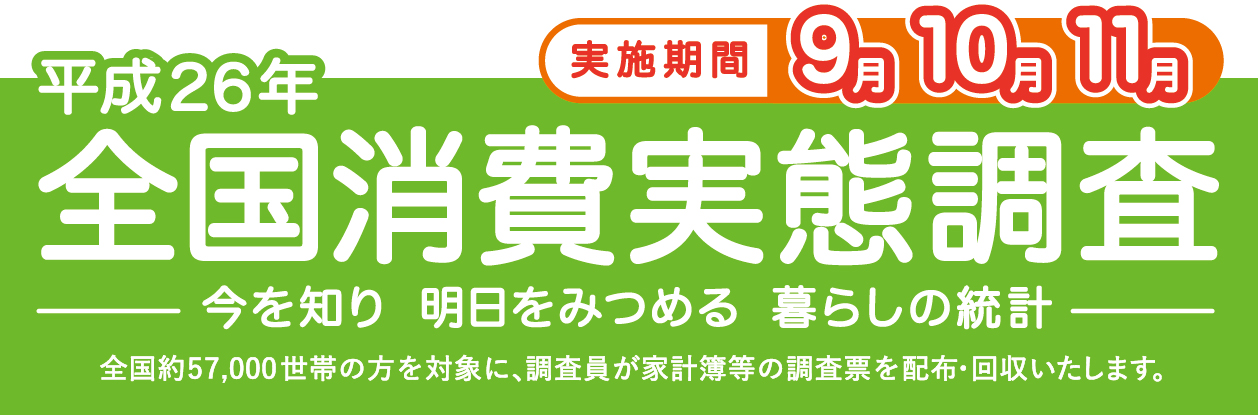 実施期間 9月 10月 11月
平成26年
全国消費実態調査
今を知り 明日をみつめる 暮らしの統計
全国約57,000世帯の方を対象に、調査員が家計簿等の調査票を配布・回収いたします。